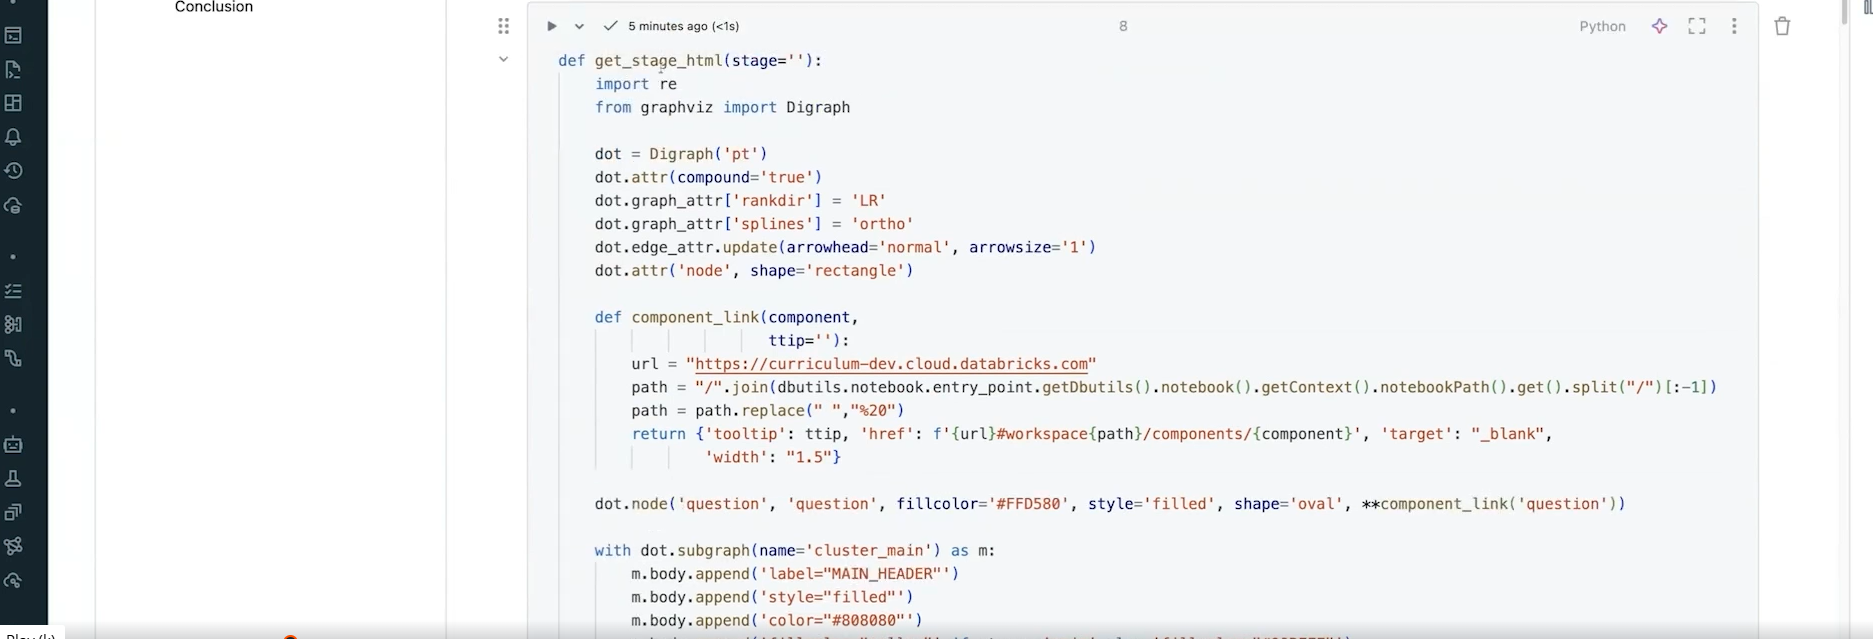 Conclusion
5 minutes ago (<1s)
8
Python
def get_stage_html(stage=''):
import re
from graphviz import Digraph
dot = Digraph('pt')
dot.attr(compound='true')
dot.graph_attr['rankdir'] = 'LR'
dot.graph_attr['splines'] = 'ortho'
dot.edge_attr.update(arrowhead='normal', arrowsize='1')
dot.attr('node', shape='rectangle')
def component_link(component,
ttip=''):
url = "https://curriculum-dev.cloud.databricks.com"
path = "/".join(dbutils.notebook.entry_point.getDbutils().notebook().getContext().notebookPath().get().split("/")[:-1])
path = path.replace(" ","%20")
return {'tooltip': ttip, 'href': f'{url}#workspace{path}/components/{component}', 'target': "_blank",
'width': "1.5"}
dot.node('question', 'question', fillcolor='#FFD580', style='filled', shape='oval', **component_link('question'))
with dot.subgraph(name='cluster_main') as m:
m.body.append('label="MAIN_HEADER"')
m.body.append('style="filled"')
m.body.append('color="#808080"')